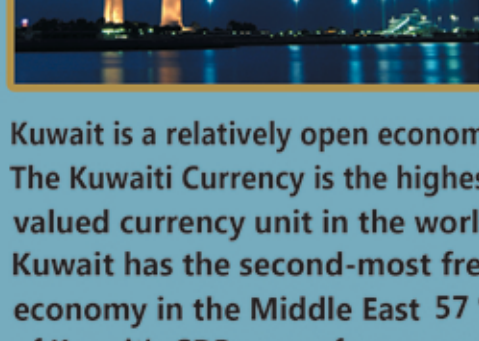 Kuwait is a relatively open econom
The Kuwaiti Currency is the highes
valued currency unit in the worl
Kuwait has the second-most fre
economy in the Middle East 57